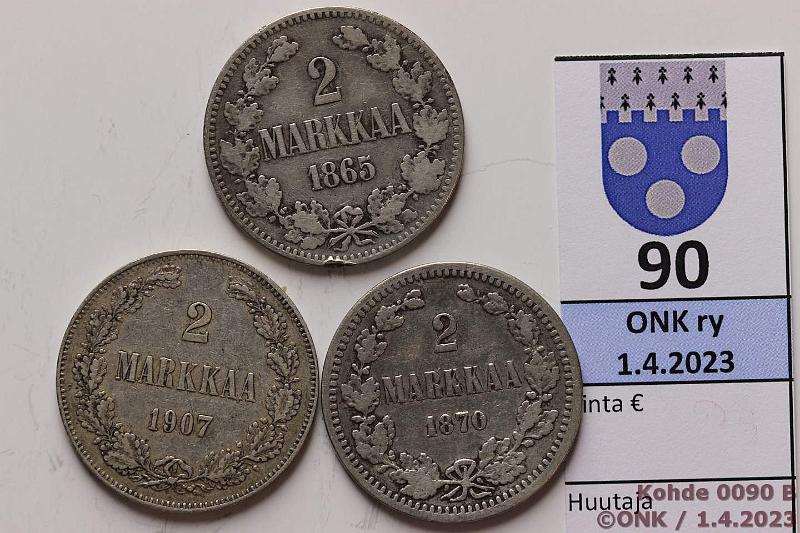 2
MARKKAA
1865
2
MARKKAA
1907
2
MARKKAA
1870
90
ONK ry
1.4.2023
inta €
Huutaja
Kohde 0090 B
©ONK / 1.4.2023